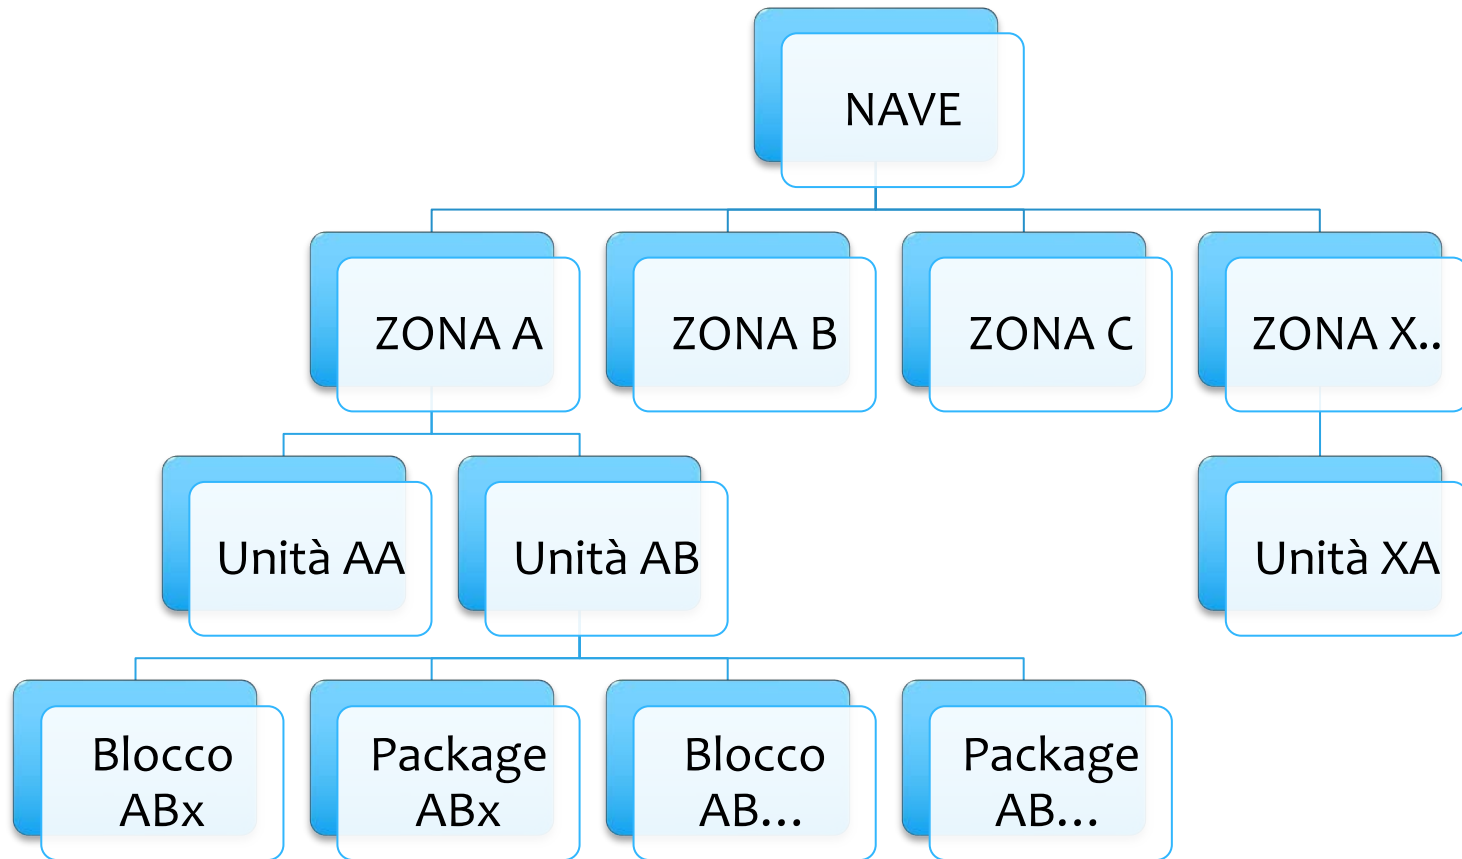 NAVE
ZONA A
ZONA B
ZONA C
ZONA X..
Unità AA
Unità AB
Unità XA
Blocco
ABx
Package
ABx
Blocco
AB...
Package
AB...